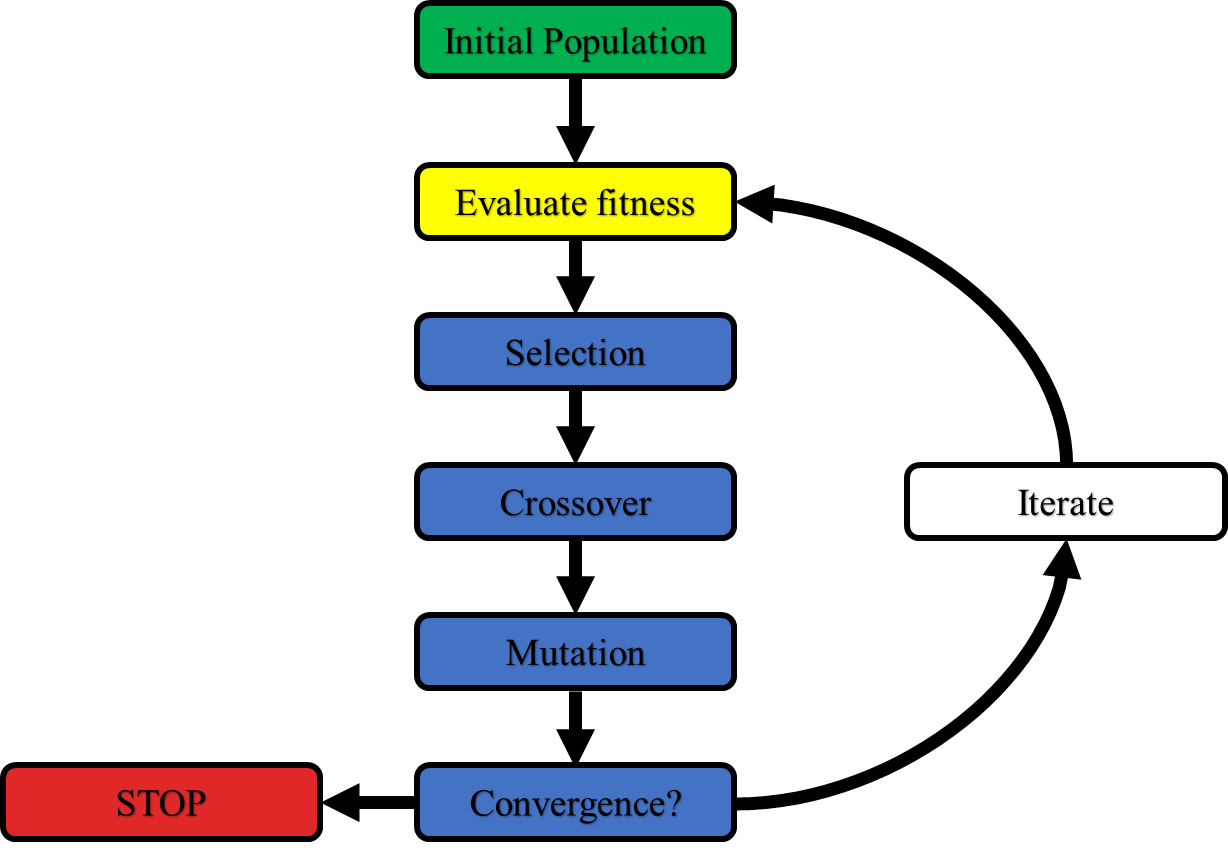 Initial Population
Evaluate fitness
Selection
Crossover
Iterate
Mutation
STOP
Convergence?